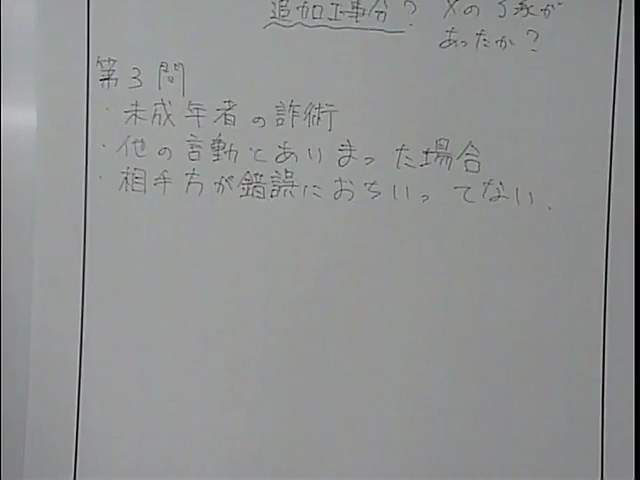 追加工事分? Xの了承が
あったか?
第3問
・未成年者の詐術
・他の言動とあいまった場合
・相手方が錯誤におちいってない.